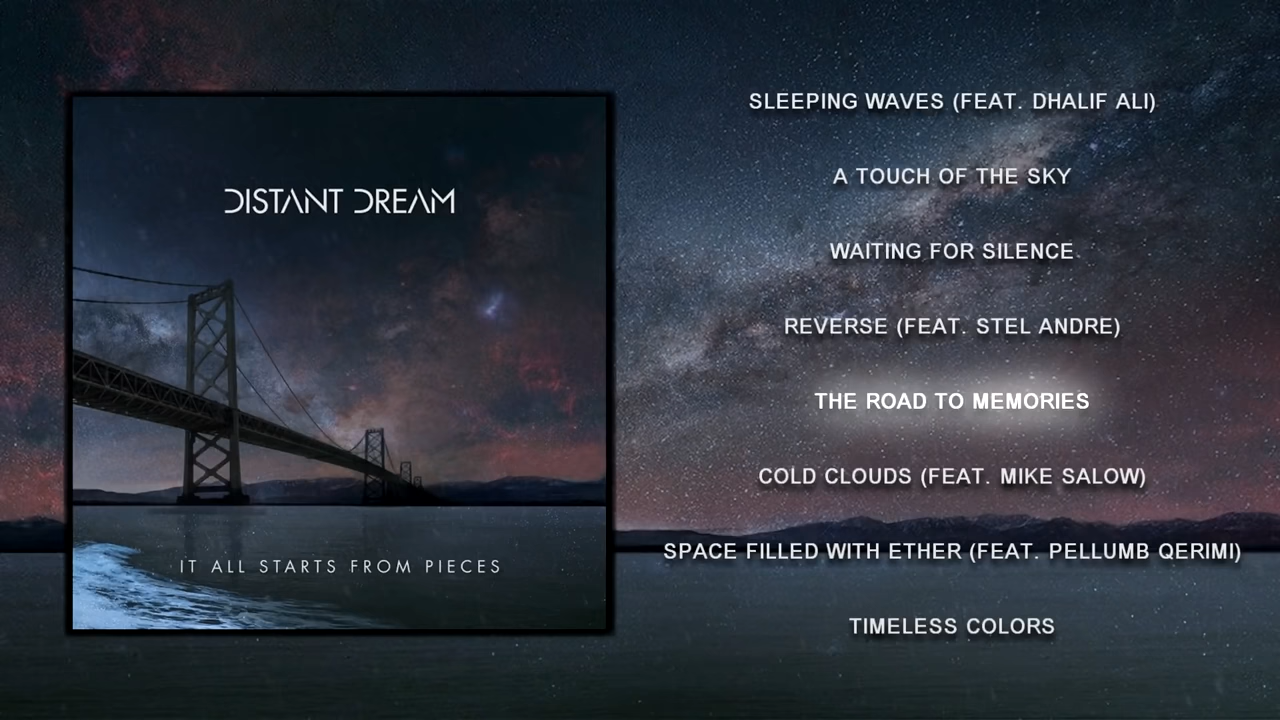 DISTANT DREAM
IT ALL STARTS FROM PIECES
SLEEPING WAVES (FEAT. DHALIF ALI)
A TOUCH OF THE SKY
WAITING FOR SILENCE
REVERSE (FEAT. STEL ANDRE)
THE ROAD TO MEMORIES
COLD CLOUDS (FEAT. MIKE SALOW)
SPACE FILLED WITH ETHER (FEAT. PELLUMB QERIMI)
TIMELESS COLORS